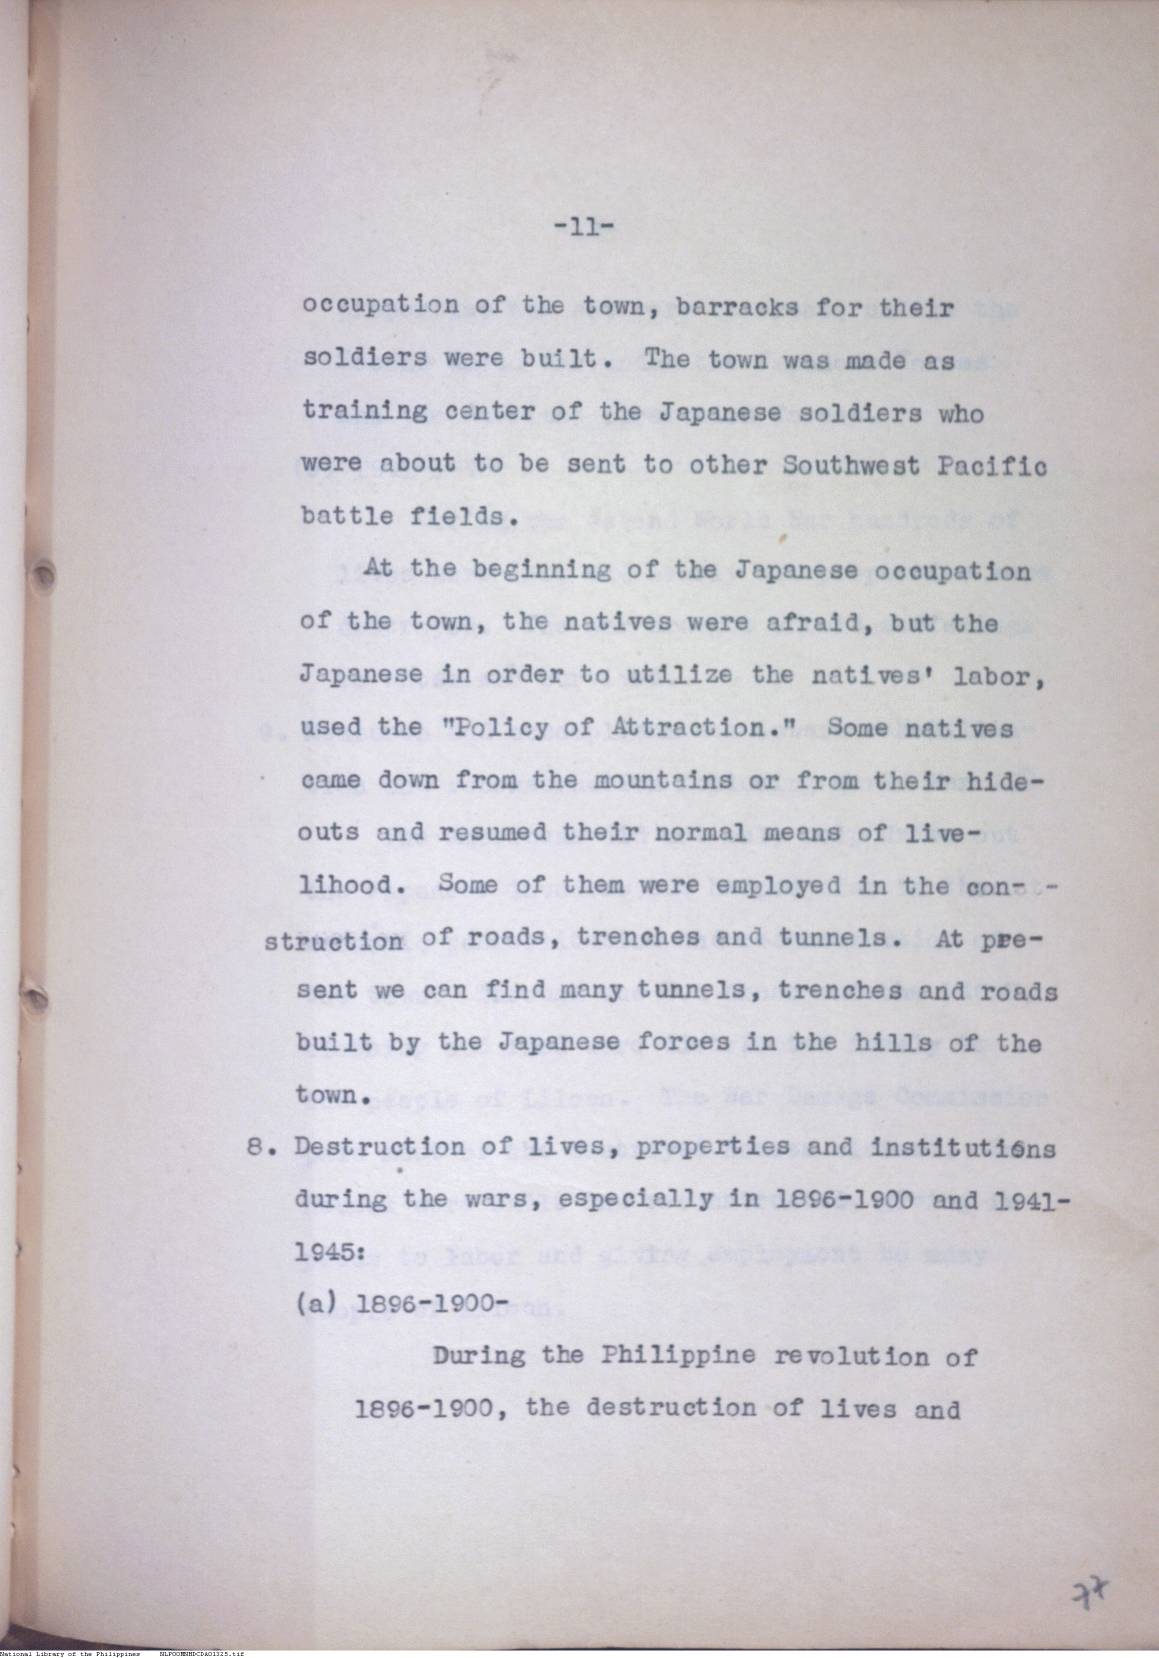 -11-
occupation of the town, barracks for their
soldiers were built. The town was made as
training center of the Japanese soldiers who
were about to be sent to other Southwest Pacific
battle fields.
At the beginning of the Japanese occupation
of the town, the natives were afraid, but the
Japanese in order to utilize the natives' labor,
used the "Policy of Attraction." Some natives
came down from the mountains or from their hide-
outs and resumed their normal means of live-
lihood. Some of them were employed in the con- -
struction of roads, trenches and tunnels. At pre-
sent we can find many tunnels, trenches and roads
built by the Japanese forces in the hills of the
town.
8. Destruction of lives, properties and institutions
during the wars, especially in 1896-1900 and 1941-
1945:
(a) 1896-1900-
During the Philippine revolution of
1896-1900, the destruction of lives and
77
National Library of the Philippines NLPOOMNHDCDA01325.tif